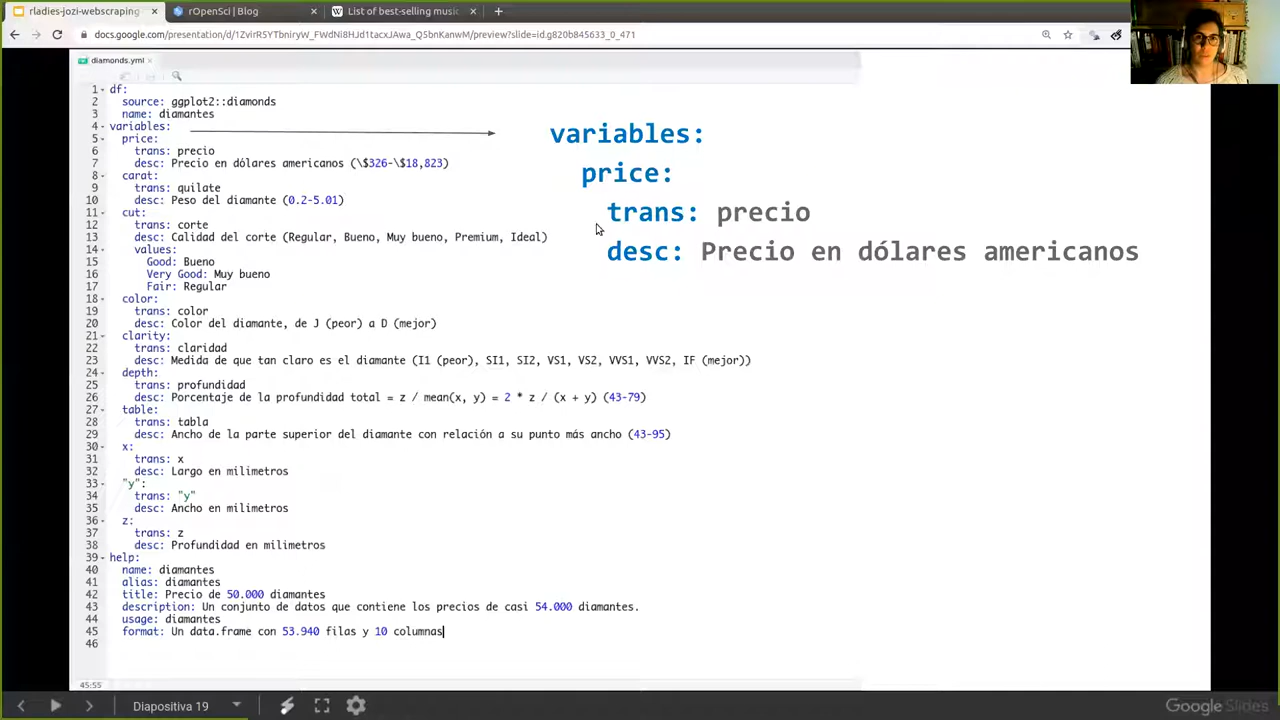 rladies-jozi-webscraping
rOpenSci | Blog
List of best-selling music
docs.google.com/presentation/d/1ZvirR5YTbniryW_FWdNi8HJd1tacxJAwa_Q5bnKanwM/preview?slide=id.g820b845633_0_471
diamonds.yml
1 df:
2 source: ggplot2::diamonds
3 name: diamantes
4 variables:
5 price:
6 trans: precio
7 desc: Precio en dólares americanos (\$326-\$18,823)
8 carat:
9 trans: quilate
10 desc: Peso del diamante (0.2-5.01)
11 cut:
12 trans: corte
13 desc: Calidad del corte (Regular, Bueno, Muy bueno, Premium, Ideal)
14 values:
15 Good: Bueno
16 Very Good: Muy bueno
17 Fair: Regular
18 color:
19 trans: color
20 desc: Color del diamante, de J (peor) a D (mejor)
21 clarity:
22 trans: claridad
23 desc: Medida de que tan claro es el diamante (I1 (peor), SI1, SI2, VS1, VS2, VVS1, VVS2, IF (mejor))
24 depth:
25 trans: profundidad
26 desc: Porcentaje de la profundidad total = z / mean(x, y) = 2 * z / (x + y) (43-79)
27 table:
28 trans: tabla
29 desc: Ancho de la parte superior del diamante con relación a su punto más ancho (43-95)
30 x:
31 trans: x
32 desc: Largo en milímetros
33 "y":
34 trans: "y"
35 desc: Ancho en milímetros
36 z:
37 trans: z
38 desc: Profundidad en milímetros
39 help:
40 name: diamantes
41 alias: diamantes
42 title: Precio de 50.000 diamantes
43 description: Un conjunto de datos que contiene los precios de casi 54.000 diamantes.
44 usage: diamantes
45 format: Un data.frame con 53.940 filas y 10 columnas
46
45:55
variables:
price:
trans: precio
desc: Precio en dólares americanos
Diapositiva 19
Google Slides